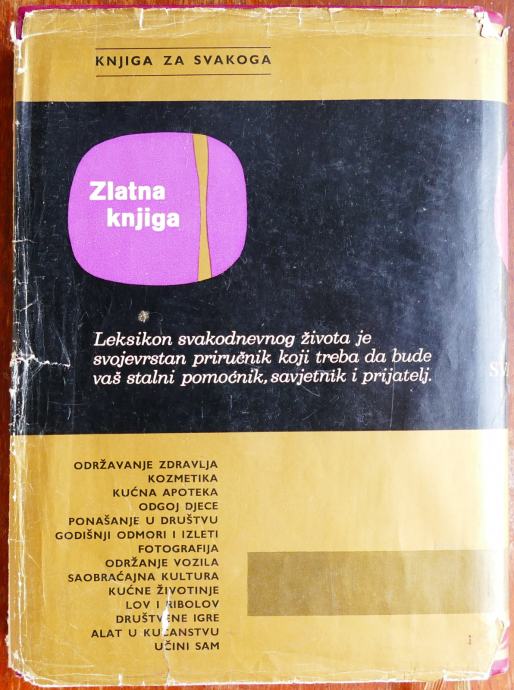 KNJIGA ZA SVAKOGA
Zlatna
knjiga
Leksikon svakodnevnog života je
svojevrstan priručnik koji treba da bude
vaš stalni pomoćnik, savjetnik i prijatelj.
ODRŽAVANJE ZDRAVLJA
KOZMETIKA
KUĆNA APOTEKA
ODGOJ DJECE
PONAŠANJE U DRUŠTVU
GODIŠNJI ODMORI I IZLETI
FOTOGRAFIJA
ODRŽANJE VOZILA
SAOBRAĆAJNA KULTURA
KUĆNE ŽIVOTINJE
LOV I RIBOLOV
DRUŠTVENE IGRE
ALAT U KUĆANSTVU
UČINI SAM